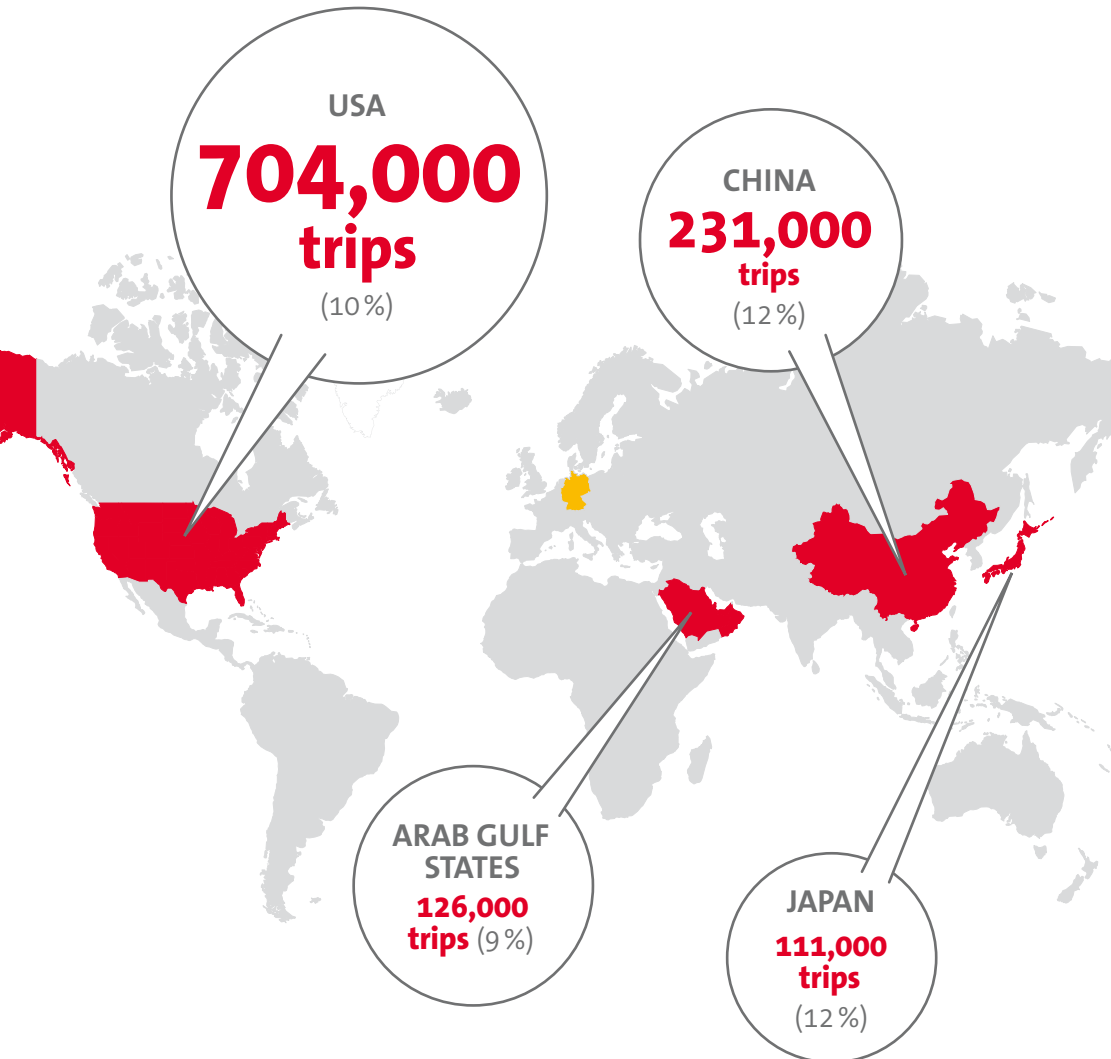 USA
704,000
trips
(10 %)
CHINA
231,000
trips
(12 %)
ARAB GULF
STATES
126,000
trips (9 %)
JAPAN
111,000
trips
(12 %)